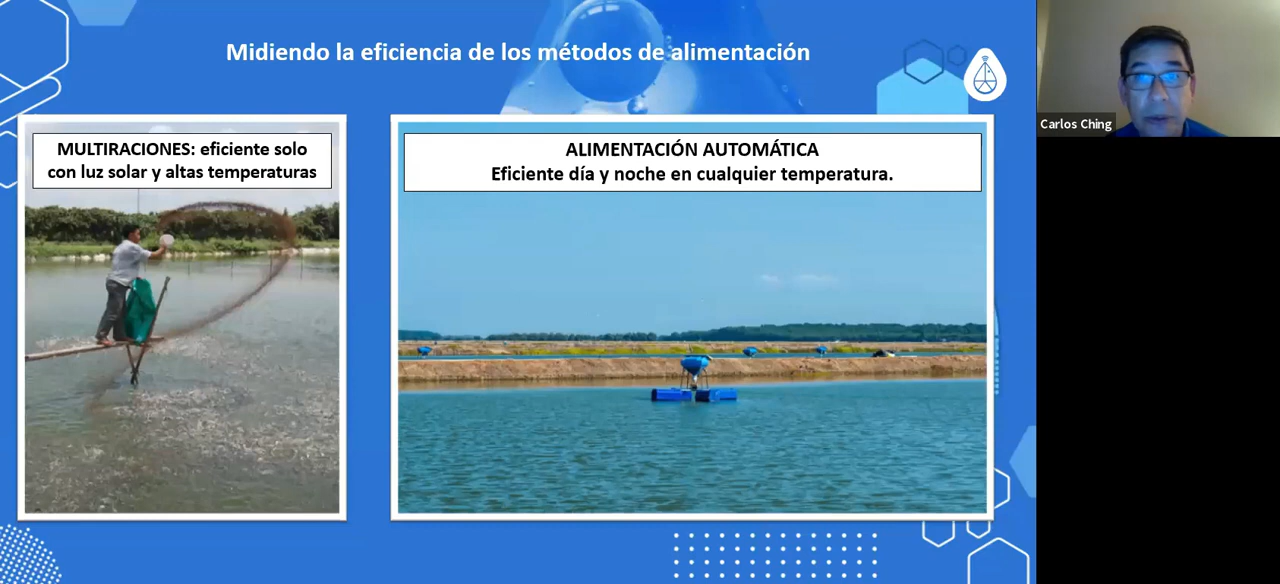 Midiendo la eficiencia de los métodos de alimentación
MULTIRACIONES: eficiente solo
con luz solar y altas temperaturas
ALIMENTACIÓN AUTOMÁTICA
Eficiente día y noche en cualquier temperatura.
Carlos Ching